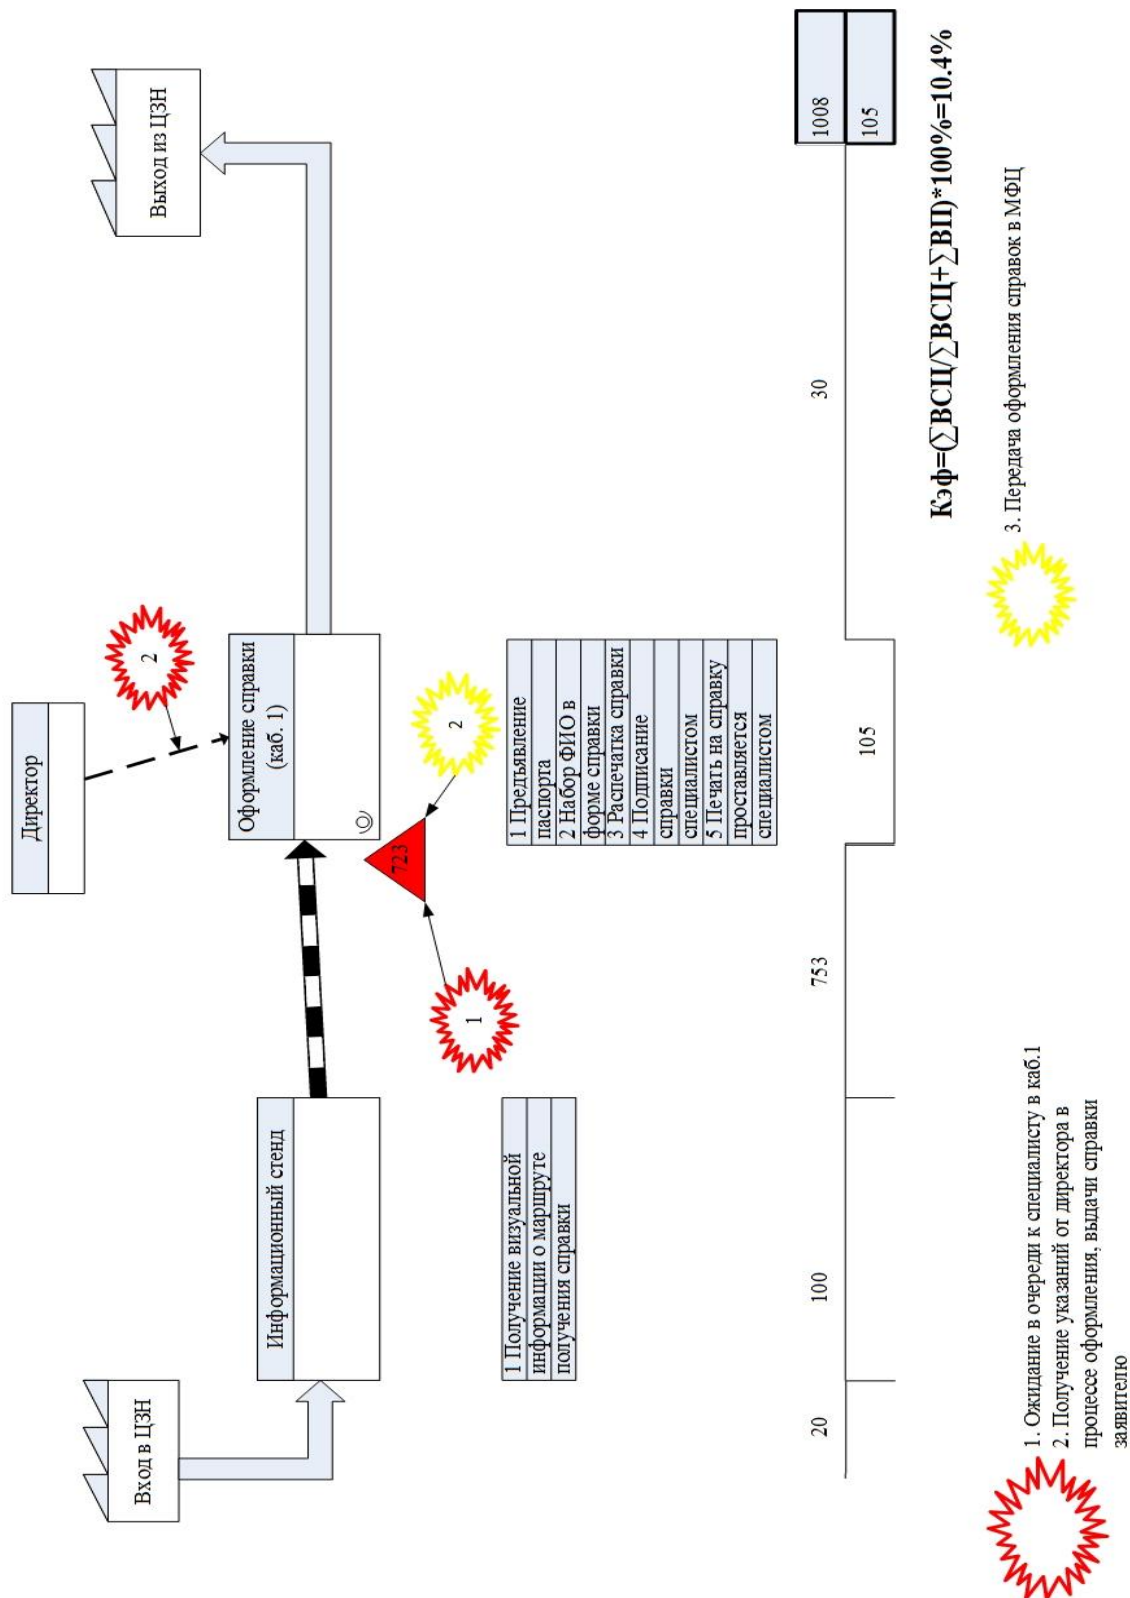 Директор
2
Вход в ЦЗН
Информационный стенд
Оформление справки
(каб. 1)
Выход из ЦЗН
723
1
2
1 Получение визуальной
информации о маршруте
получения справки
1 Предъявление
паспорта
2 Набор ФИО в
форме справки
3 Распечатка справки
4 Подписание
справки
специалистом
5 Печать на справку
проставляется
специалистом
20
100
753
105
30
1008
105
Кэф=(∑ВСЦ/∑ВСЦ+∑ВП)*100%=10.4%
1. Ожидание в очереди к специалисту в каб.1
2. Получение указаний от директора в
процессе оформления, выдачи справки
заявителю
3. Передача оформления справок в МФЦ